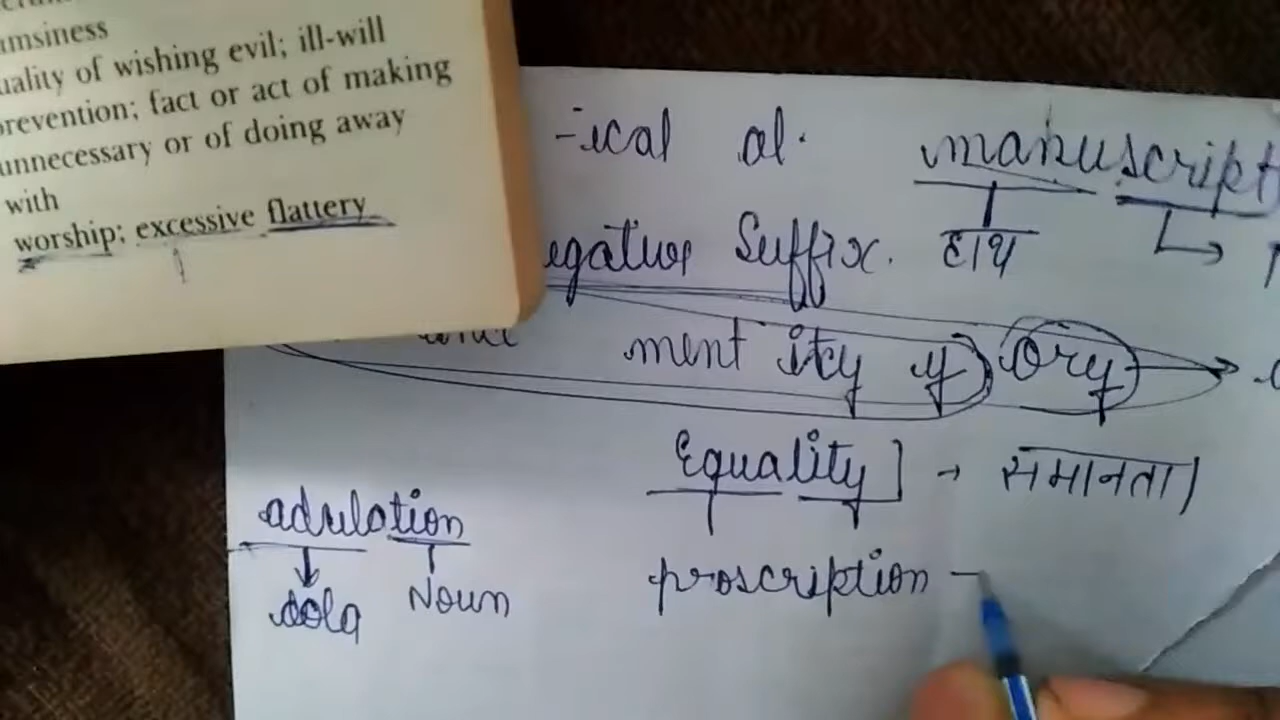 umsiness
uality of wishing evil; ill-will
prevention; fact or act of making
unnecessary or of doing away
with
worship; excessive flattery
-ical al.
manuscript
egative Suffix. हाथ
ment ity y ory
Equality] → समानता।
adulation
Noun
proscription -